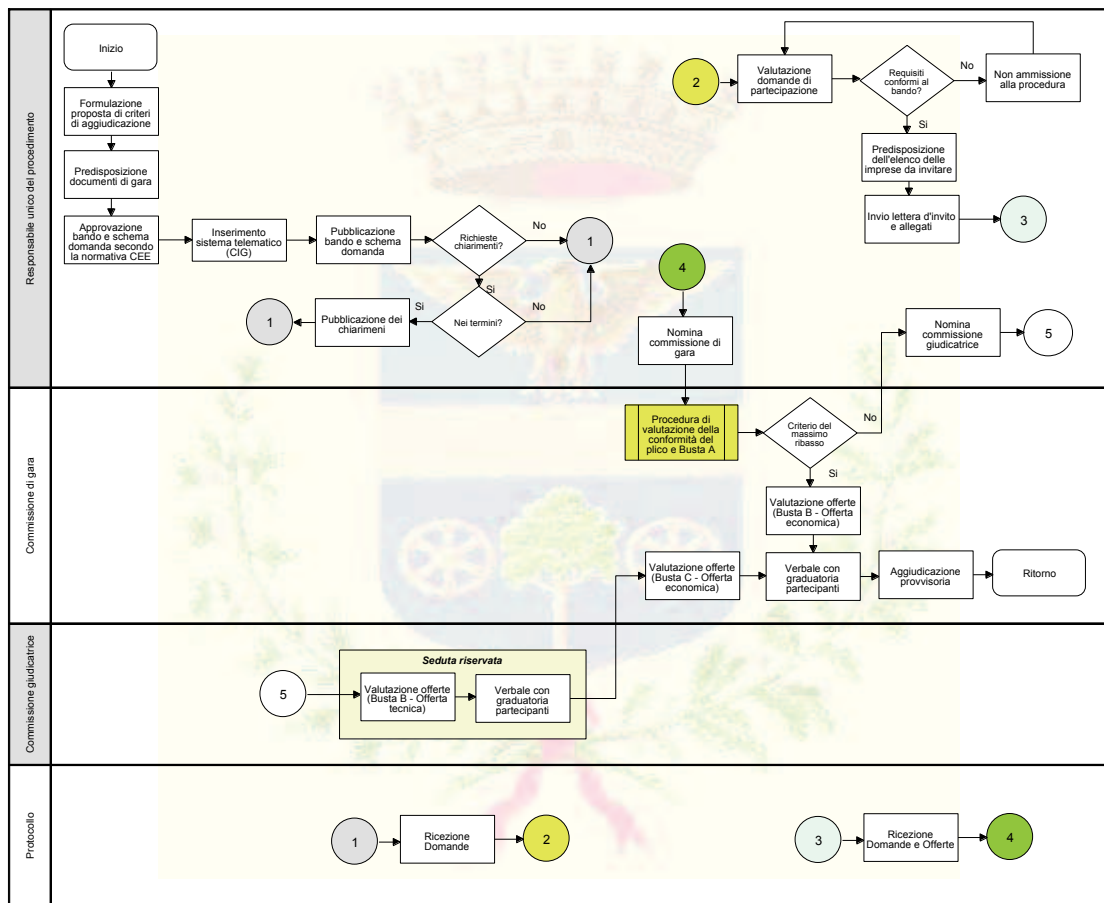 Responsabile unico del procedimento
Inizio
Formulazione
proposta di criteri
di aggiudicazione
Predisposizione
documenti di gara
Approvazione
bando e schema
domanda secondo
la normativa CEE
Inserimento
sistema telematico
(CIG)
Pubblicazione
bando e schema
domanda
Richieste
chiarimenti?
No
1
Si
Nei termini?
No
Si
Pubblicazione dei
chiarimeni
1
2
Valutazione
domande di
partecipazione
Requisiti
conformi al
bando?
No
Non ammissione
alla procedura
Si
Predisposizione
dell'elenco delle
imprese da invitare
Invio lettera d'invito
e allegati
3
4
Nomina
commissione di
gara
Nomina
commissione
giudicatrice
5
Commissione di gara
Procedura di
valutazione della
conformità del
plico e Busta A
Criterio del
massimo
ribasso
No
Si
Valutazione offerte
(Busta B - Offerta
economica)
Valutazione offerte
(Busta C - Offerta
economica)
Verbale con
graduatoria
partecipanti
Aggiudicazione
provvisoria
Ritorno
Commissione giudicatrice
Seduta riservata
5
Valutazione offerte
(Busta B - Offerta
tecnica)
Verbale con
graduatoria
partecipanti
Protocollo
1
Ricezione
Domande
2
3
Ricezione
Domande e Offerte
4